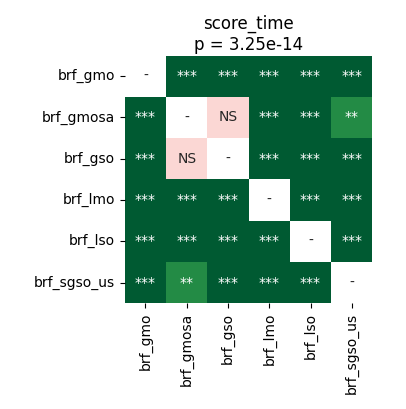 score_time
p = 3.25e-14
brf_gmo - *** *** *** *** ***
brf_gmosa *** - NS *** *** **
brf_gso *** NS - *** *** ***
brf_lmo *** *** *** - *** ***
brf_lso *** *** *** *** - ***
brf_sgso_us *** ** *** *** *** -
brf_gmo brf_gmosa brf_gso brf_lmo brf_lso brf_sgso_us